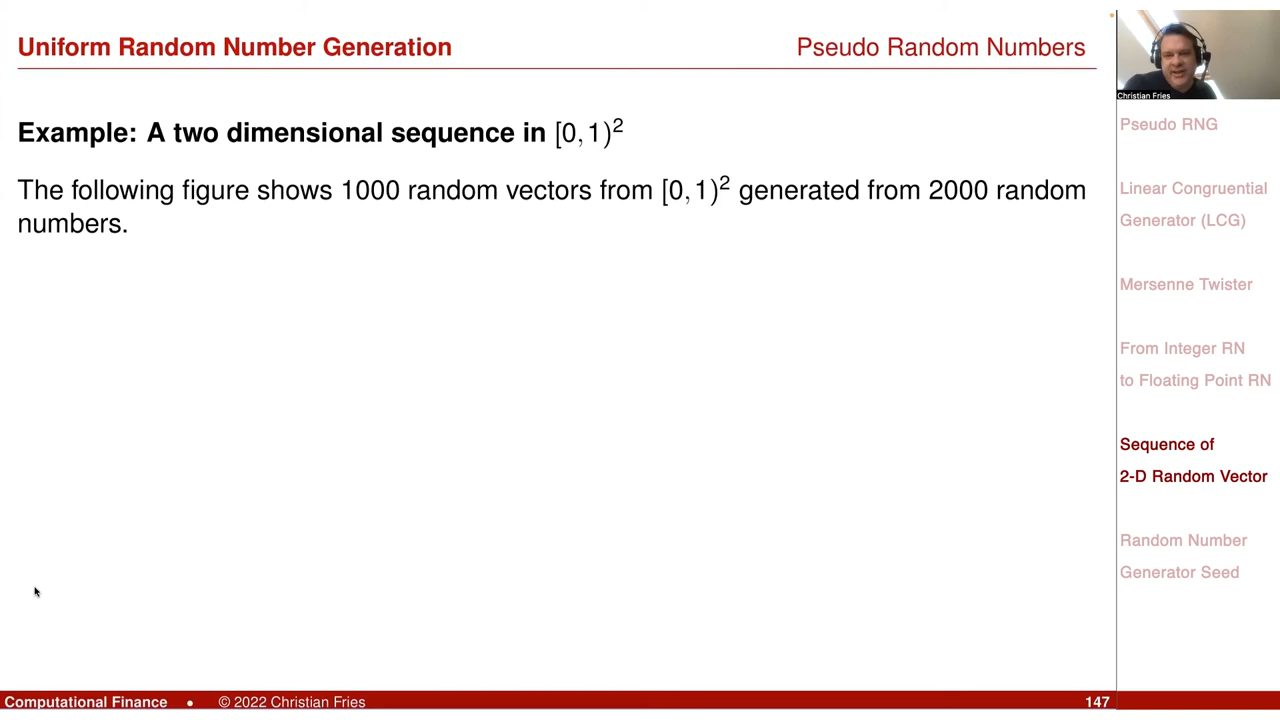 Uniform Random Number Generation
Pseudo Random Numbers
Example: A two dimensional sequence in [0, 1)²
The following figure shows 1000 random vectors from [0, 1)² generated from 2000 random
numbers.
Christian Fries
Pseudo RNG
Linear Congruential
Generator (LCG)
Mersenne Twister
From Integer RN
to Floating Point RN
Sequence of
2-D Random Vector
Random Number
Generator Seed
Computational Finance • © 2022 Christian Fries 147